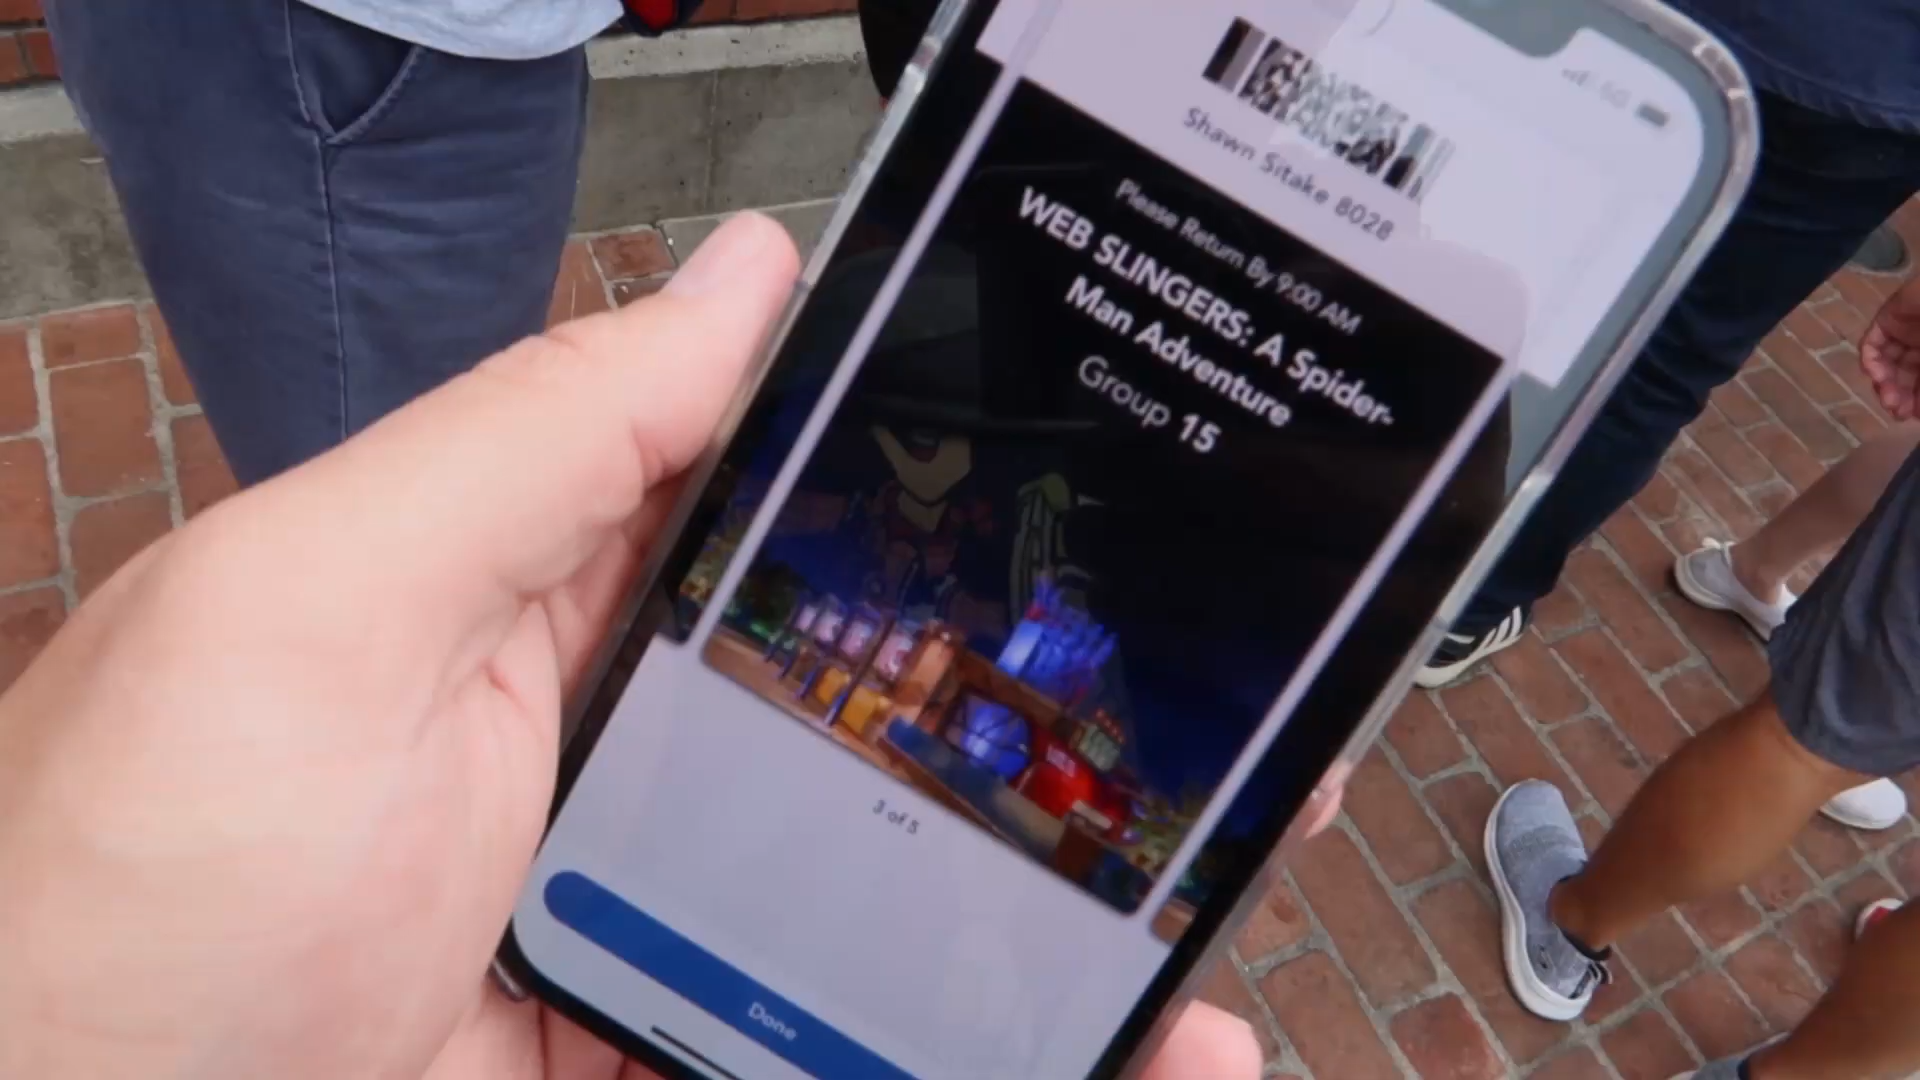 5G
Shawn Sitake 8028
Please Return By 9:00 AM
WEB SLINGERS: A Spider-
Man Adventure
Group 15
3 of 5
Done